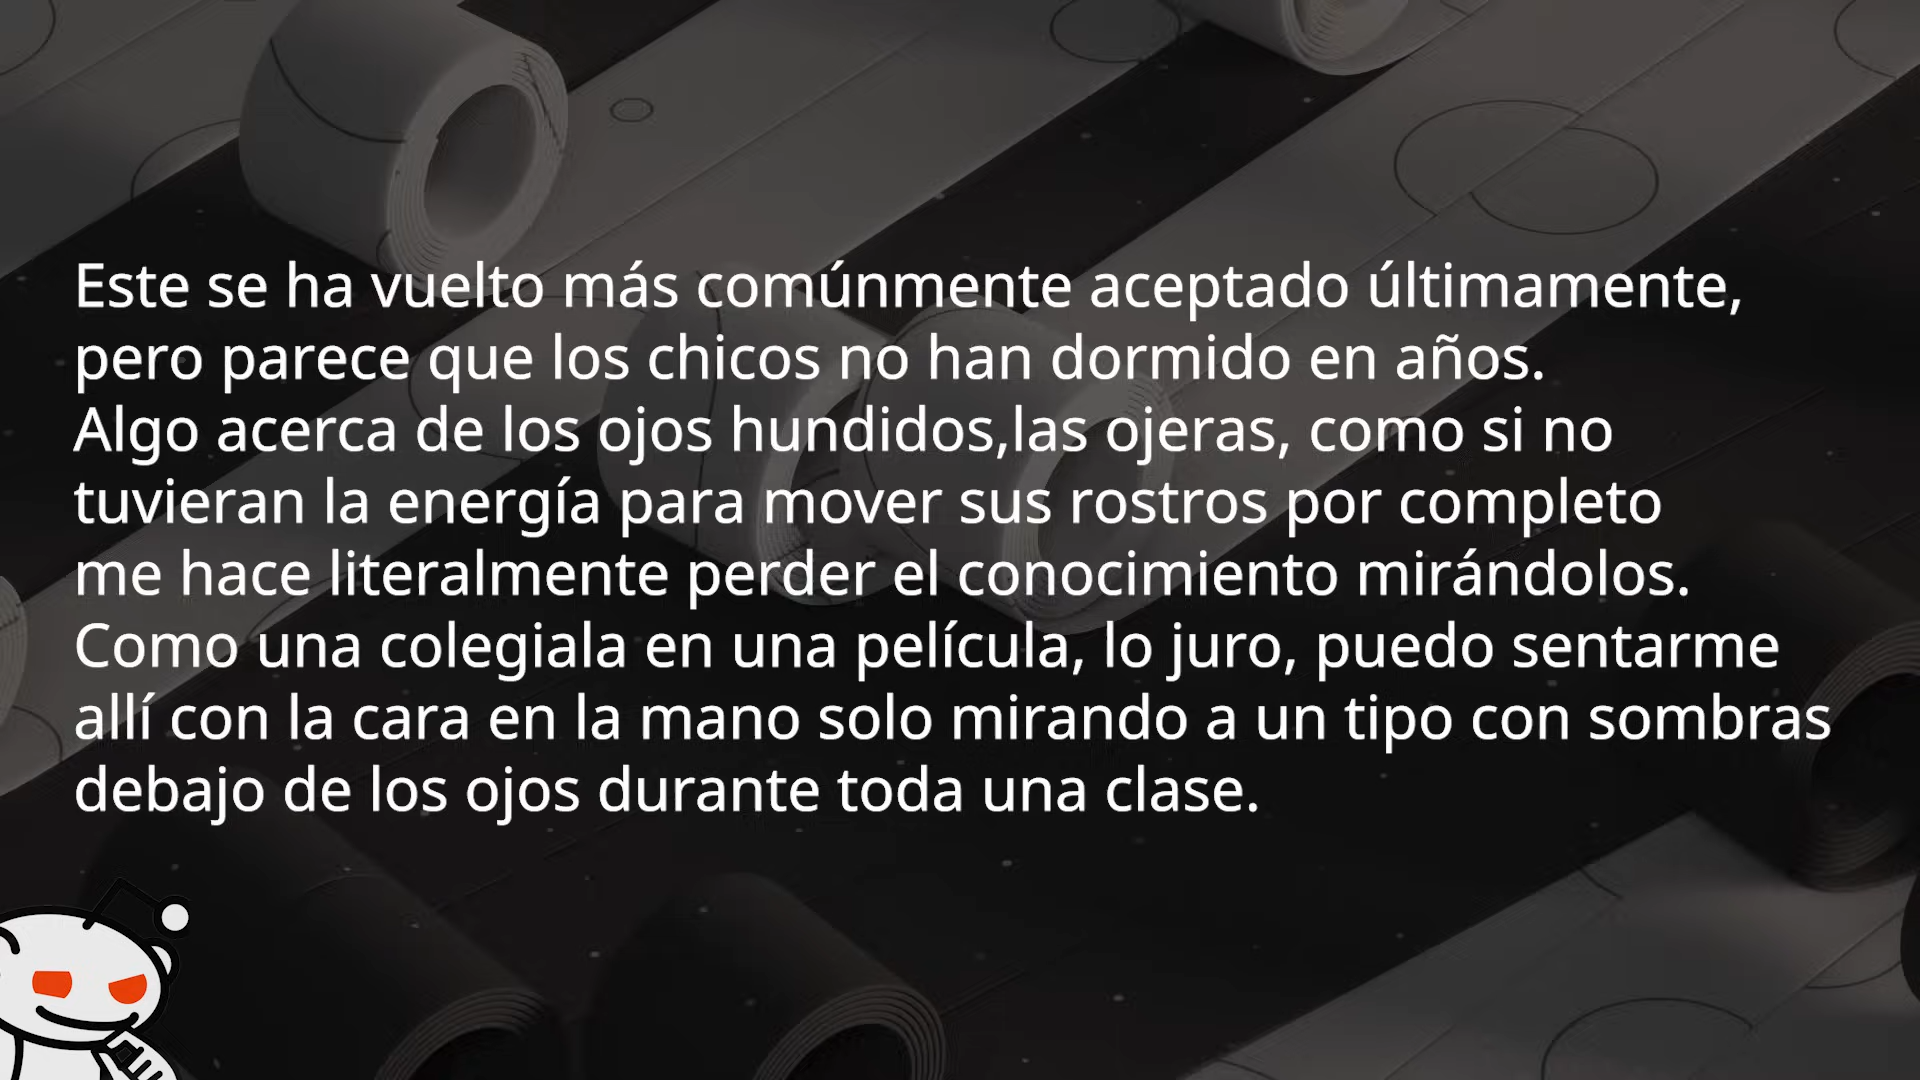 Este se ha vuelto más comúnmente aceptado últimamente,
pero parece que los chicos no han dormido en años.
Algo acerca de los ojos hundidos,las ojeras, como si no
tuvieran la energía para mover sus rostros por completo
me hace literalmente perder el conocimiento mirándolos.
Como una colegiala en una película, lo juro, puedo sentarme
allí con la cara en la mano solo mirando a un tipo con sombras
debajo de los ojos durante toda una clase.